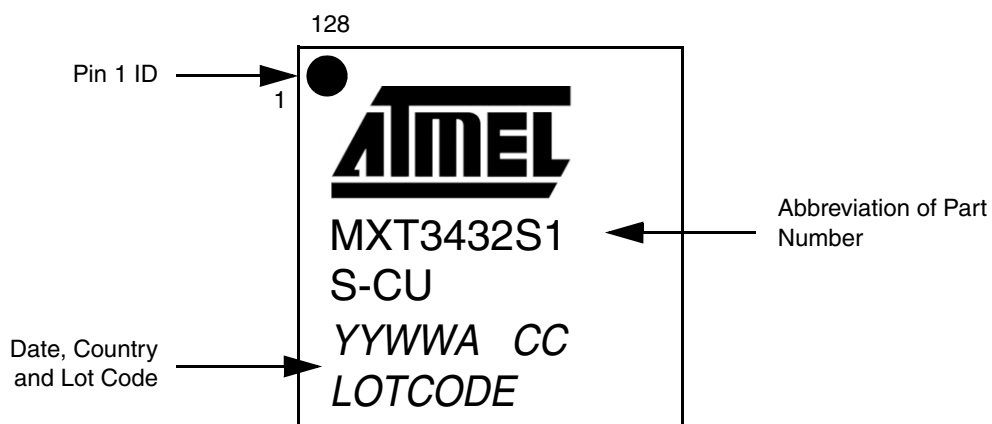 128
Pin 1 ID
1
ATMEL
MXT3432S1
Abbreviation of Part
Number
S-CU
Date, Country
and Lot Code
YYWWA CC
LOTCODE